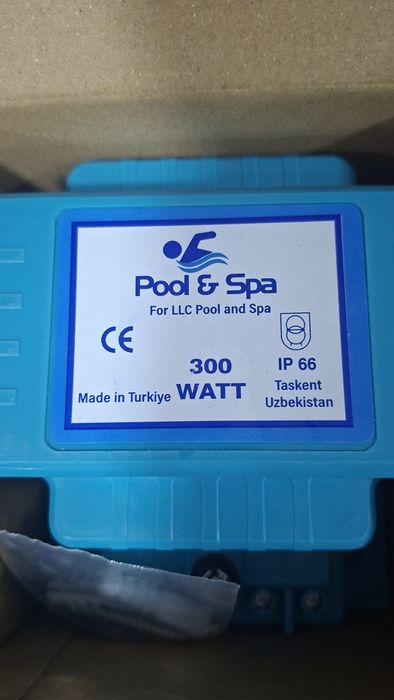 Pool & Spa
For LLC Pool and Spa
CE
300
WATT
IP 66
Made in Turkiye
Taskent
Uzbekistan